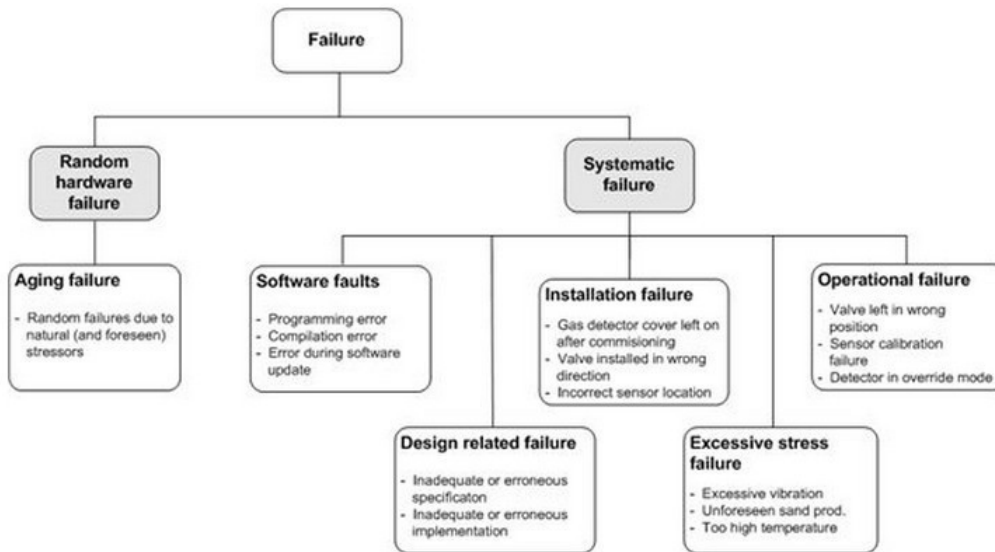 Failure
Random
hardware
failure
Systematic
failure
Aging failure
- Random failures due to
natural (and foreseen)
stressors
Software faults
- Programming error
- Compilation error
- Error during software
update
Installation failure
- Gas detector cover left on
after commisioning
- Valve installed in wrong
direction
- Incorrect sensor location
Operational failure
- Valve left in wrong
position
- Sensor calibration
failure
- Detector in override mode
Design related failure
- Inadequate or erroneous
specificaton
- Inadequate or erroneous
implementation
Excessive stress
failure
- Excessive vibration
- Unforeseen sand prod.
- Too high temperature